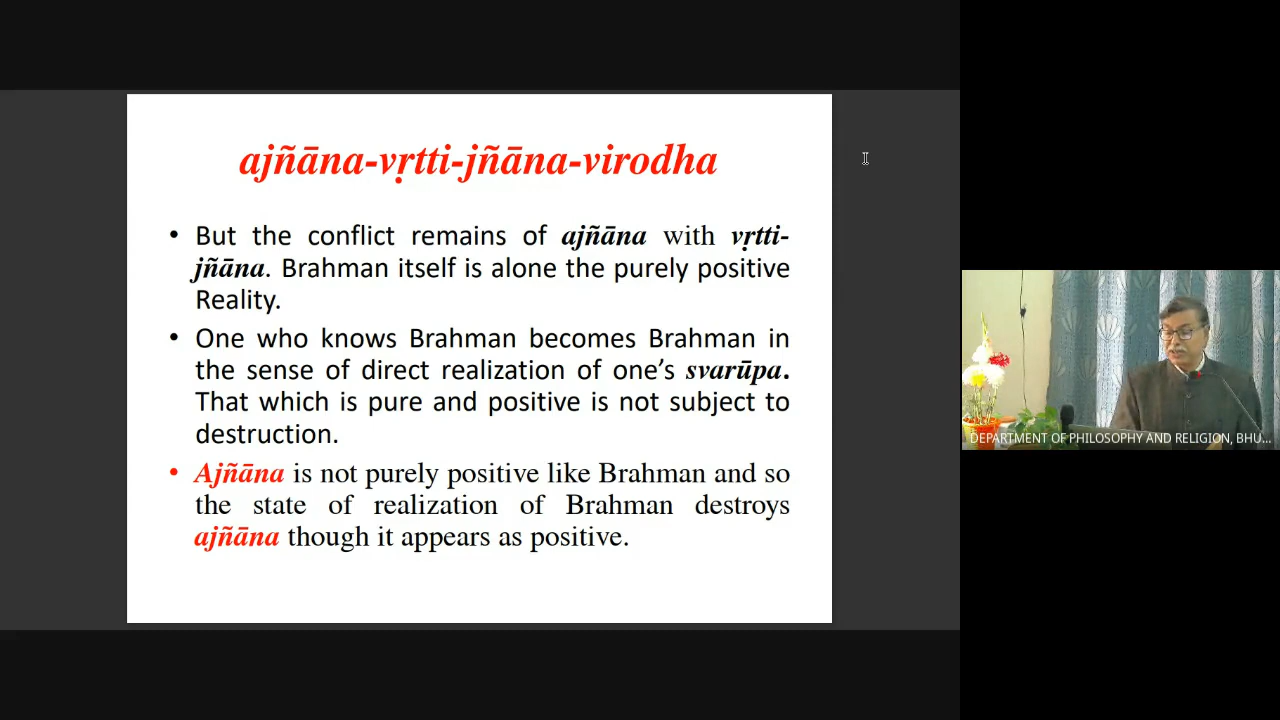 ajñāna-vṛtti-jñāna-virodha
• But the conflict remains of ajñāna with vṛtti-
jñāna. Brahman itself is alone the purely positive
Reality.
• One who knows Brahman becomes Brahman in
the sense of direct realization of one’s svarūpa.
That which is pure and positive is not subject to
destruction.
• Ajñāna is not purely positive like Brahman and so
the state of realization of Brahman destroys
ajñāna though it appears as positive.
DEPARTMENT OF PHILOSOPHY AND RELIGION, BHU...